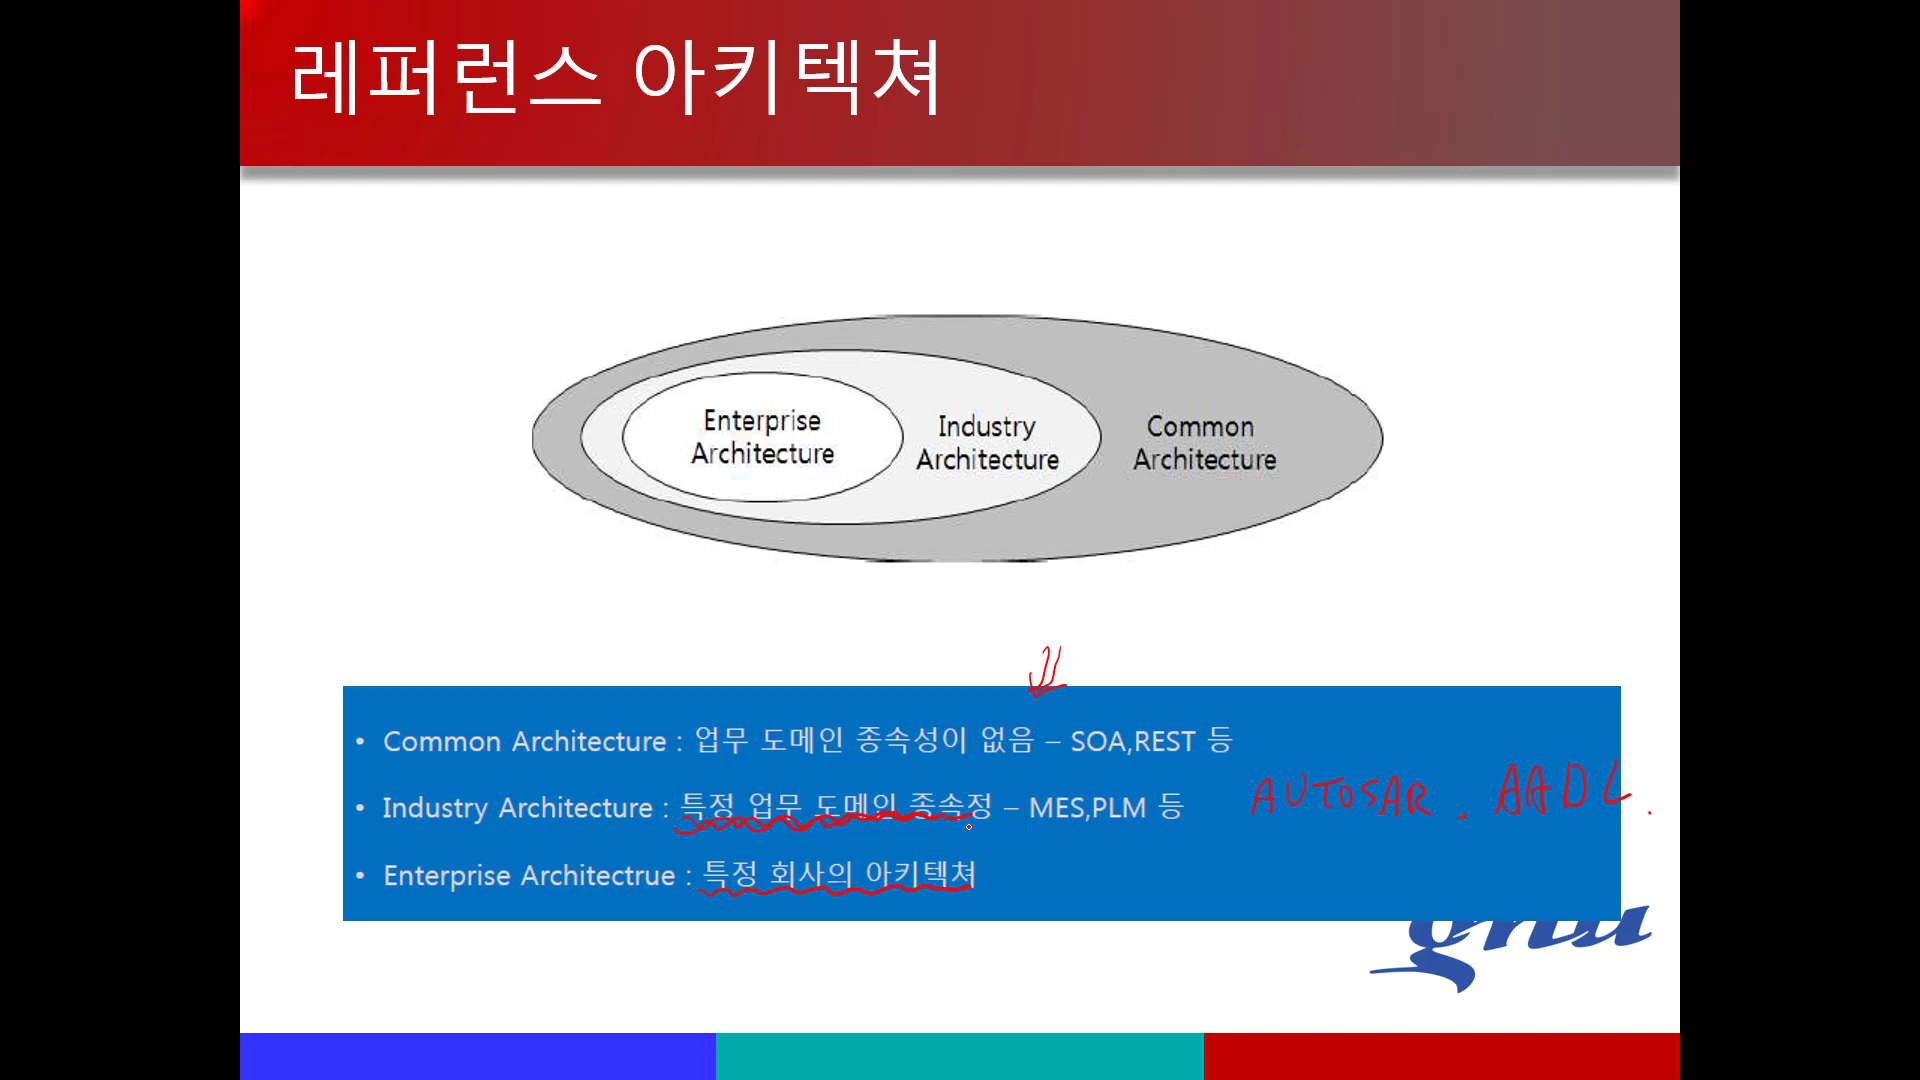 레퍼런스 아키텍쳐
Enterprise
Architecture
Industry
Architecture
Common
Architecture
• Common Architecture : 업무 도메인 종속성이 없음 – SOA,REST 등
• Industry Architecture : 특정 업무 도메인 종속정 – MES,PLM 등
AUTOSAR . AADL .
• Enterprise Architectrue : 특정 회사의 아키텍쳐
gnu